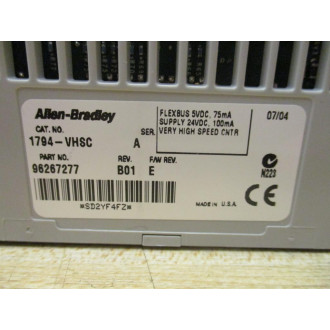 Allen-Bradley
CAT. NO. SER.
1794-VHSC A
PART NO. REV. F/W REV.
96267277 B01 E
*SD2YF4FZ*
FLEXBUS 5VDC, 75mA
SUPPLY 24VDC, 100mA
VERY HIGH SPEED CNTR
07/04
N223
MADE IN U.S.A.